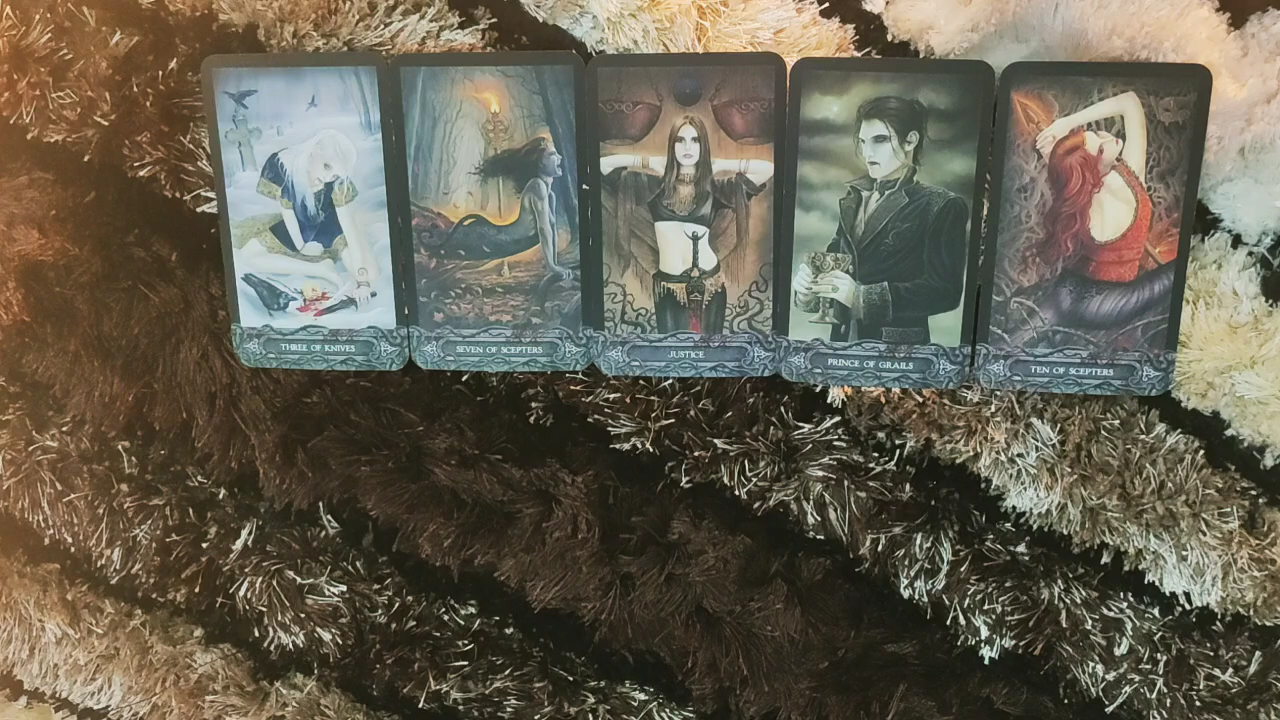 THREE OF KNIVES
SEVEN OF SCEPTERS
JUSTICE
PRINCE OF GRAILS
TEN OF SCEPTERS